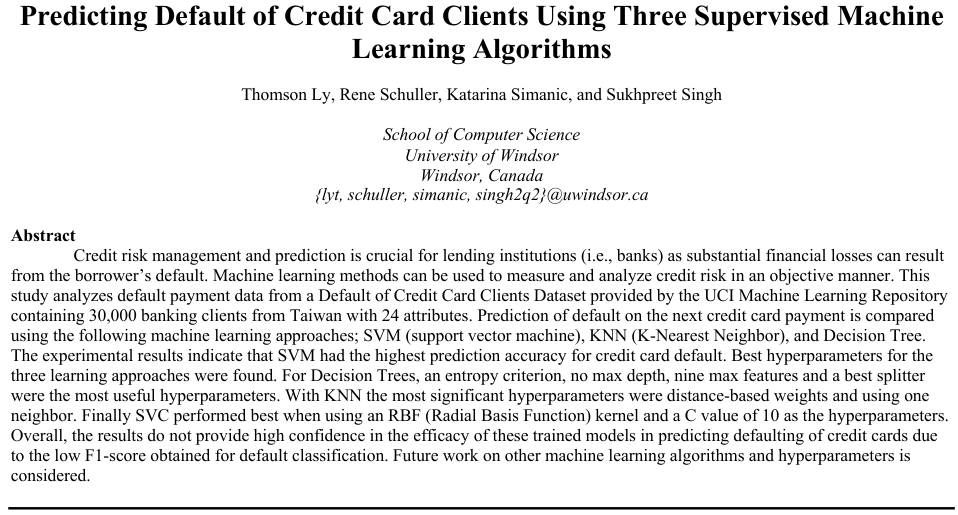 Predicting Default of Credit Card Clients Using Three Supervised Machine
Learning Algorithms
Thomson Ly, Rene Schuller, Katarina Simanic, and Sukhpreet Singh
School of Computer Science
University of Windsor
Windsor, Canada
{lyt, schuller, simanic, singh2q2}@uwindsor.ca
Abstract
Credit risk management and prediction is crucial for lending institutions (i.e., banks) as substantial financial losses can result
from the borrower's default. Machine learning methods can be used to measure and analyze credit risk in an objective manner. This
study analyzes default payment data from a Default of Credit Card Clients Dataset provided by the UCI Machine Learning Repository
containing 30,000 banking clients from Taiwan with 24 attributes. Prediction of default on the next credit card payment is compared
using the following machine learning approaches; SVM (support vector machine), KNN (K-Nearest Neighbor), and Decision Tree.
The experimental results indicate that SVM had the highest prediction accuracy for credit card default. Best hyperparameters for the
three learning approaches were found. For Decision Trees, an entropy criterion, no max depth, nine max features and a best splitter
were the most useful hyperparameters. With KNN the most significant hyperparameters were distance-based weights and using one
neighbor. Finally SVC performed best when using an RBF (Radial Basis Function) kernel and a C value of 10 as the hyperparameters.
Overall, the results do not provide high confidence in the efficacy of these trained models in predicting defaulting of credit cards due
to the low F1-score obtained for default classification. Future work on other machine learning algorithms and hyperparameters is
considered.